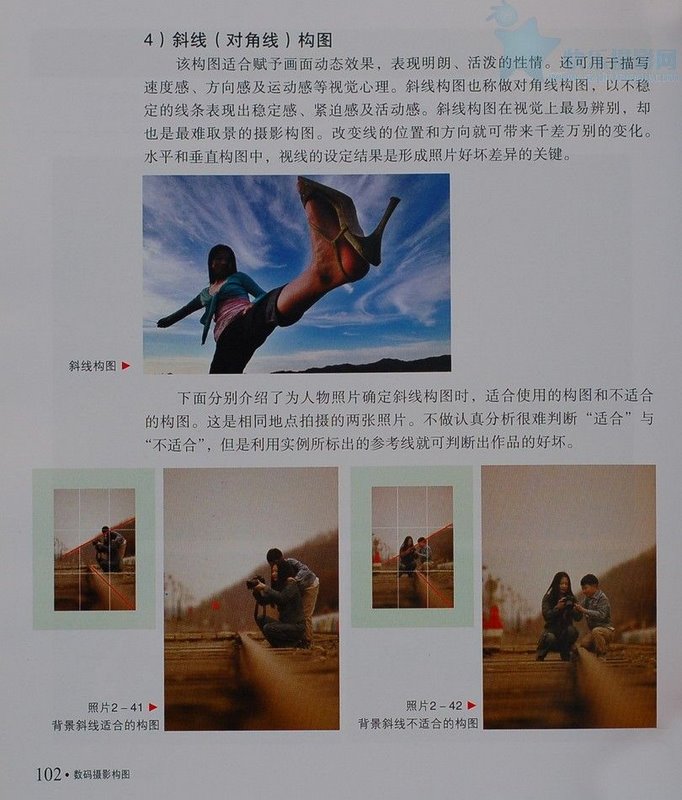 4）斜线（对角线）构图
该构图适合赋予画面动态效果，表现明朗、活泼的性情。还可用于描写
速度感、方向感及运动感等视觉心理。斜线构图也称做对角线构图，以不稳
定的线条表现出稳定感、紧迫感及活动感。斜线构图在视觉上最易辨别，却
也是最难取景的摄影构图。改变线的位置和方向就可带来千差万别的变化。
水平和垂直构图中，视线的设定结果是形成照片好坏差异的关键。
斜线构图
下面分别介绍了为人物照片确定斜线构图时，适合使用的构图和不适合
的构图。这是相同地点拍摄的两张照片。不做认真分析很难判断“适合”与
“不适合”，但是利用实例所标出的参考线就可判断出作品的好坏。
照片2－41
背景斜线适合的构图
照片2－42
背景斜线不适合的构图
102·数码摄影构图